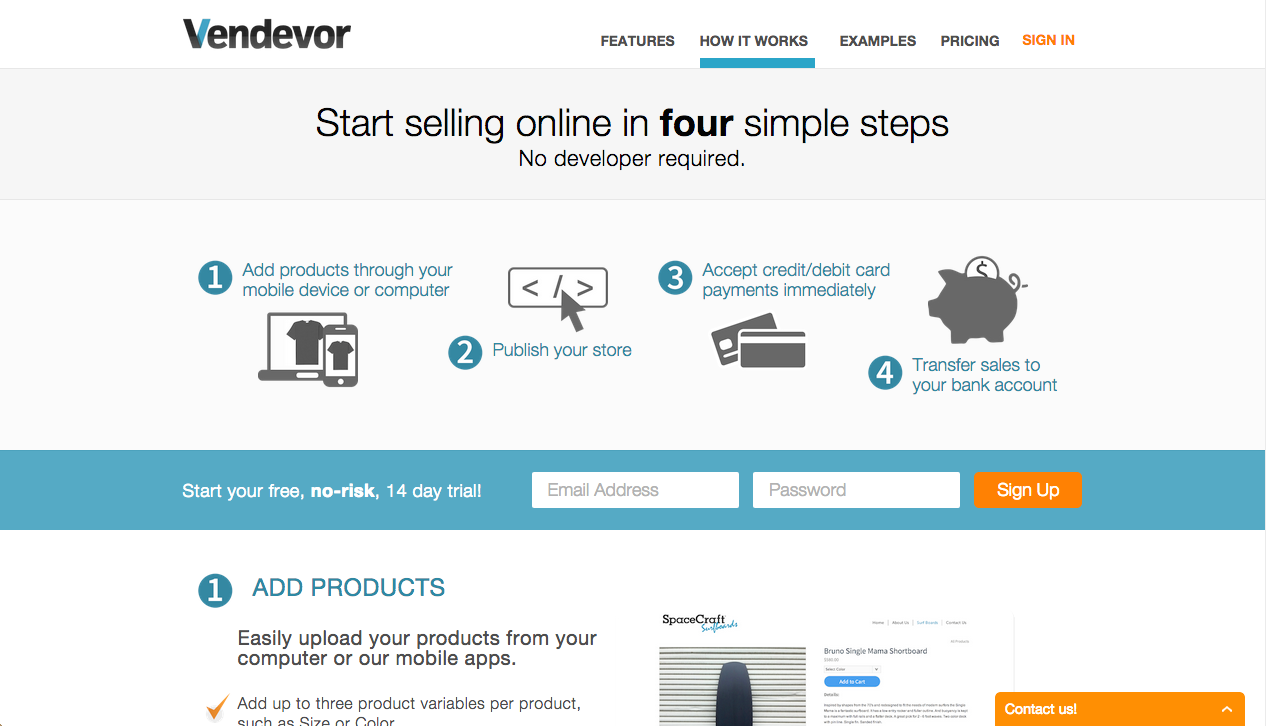 Vendevor
FEATURES
HOW IT WORKS
EXAMPLES
PRICING
SIGN IN
Start selling online in four simple steps
No developer required.
1
Add products through your
mobile device or computer
</>
2
Publish your store
3
Accept credit/debit card
payments immediately
$
4
Transfer sales to
your bank account
Start your free, no-risk, 14 day trial!
Email Address
Password
Sign Up
1
ADD PRODUCTS
Easily upload your products from your
computer or our mobile apps.
Add up to three product variables per product,
such as Size or Color
SpaceCraft
Surfboards
Home | About Us | Surf Boards | Contact Us
All Products
Bruno Single Mama Shortboard
Select Color
Add to Cart
Details:
Contact us!